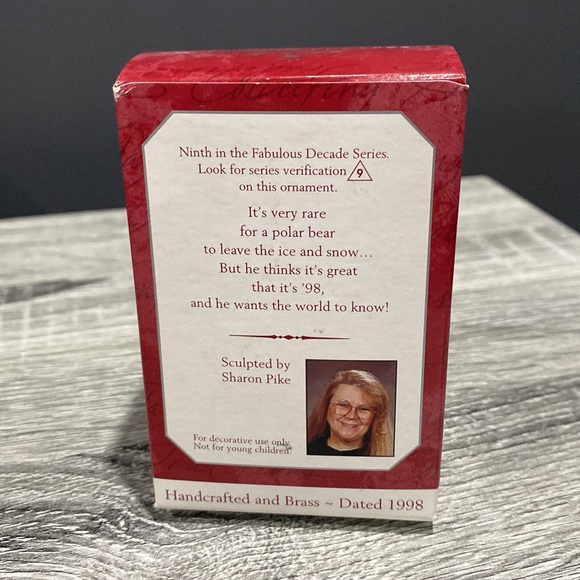 Ninth in the Fabulous Decade Series.
Look for series verification 9
on this ornament.
It's very rare
for a polar bear
to leave the ice and snow...
But he thinks it's great
that it's '98,
and he wants the world to know!
Sculpted by
Sharon Pike
For decorative use only.
Not for young children.
Handcrafted and Brass ~ Dated 1998